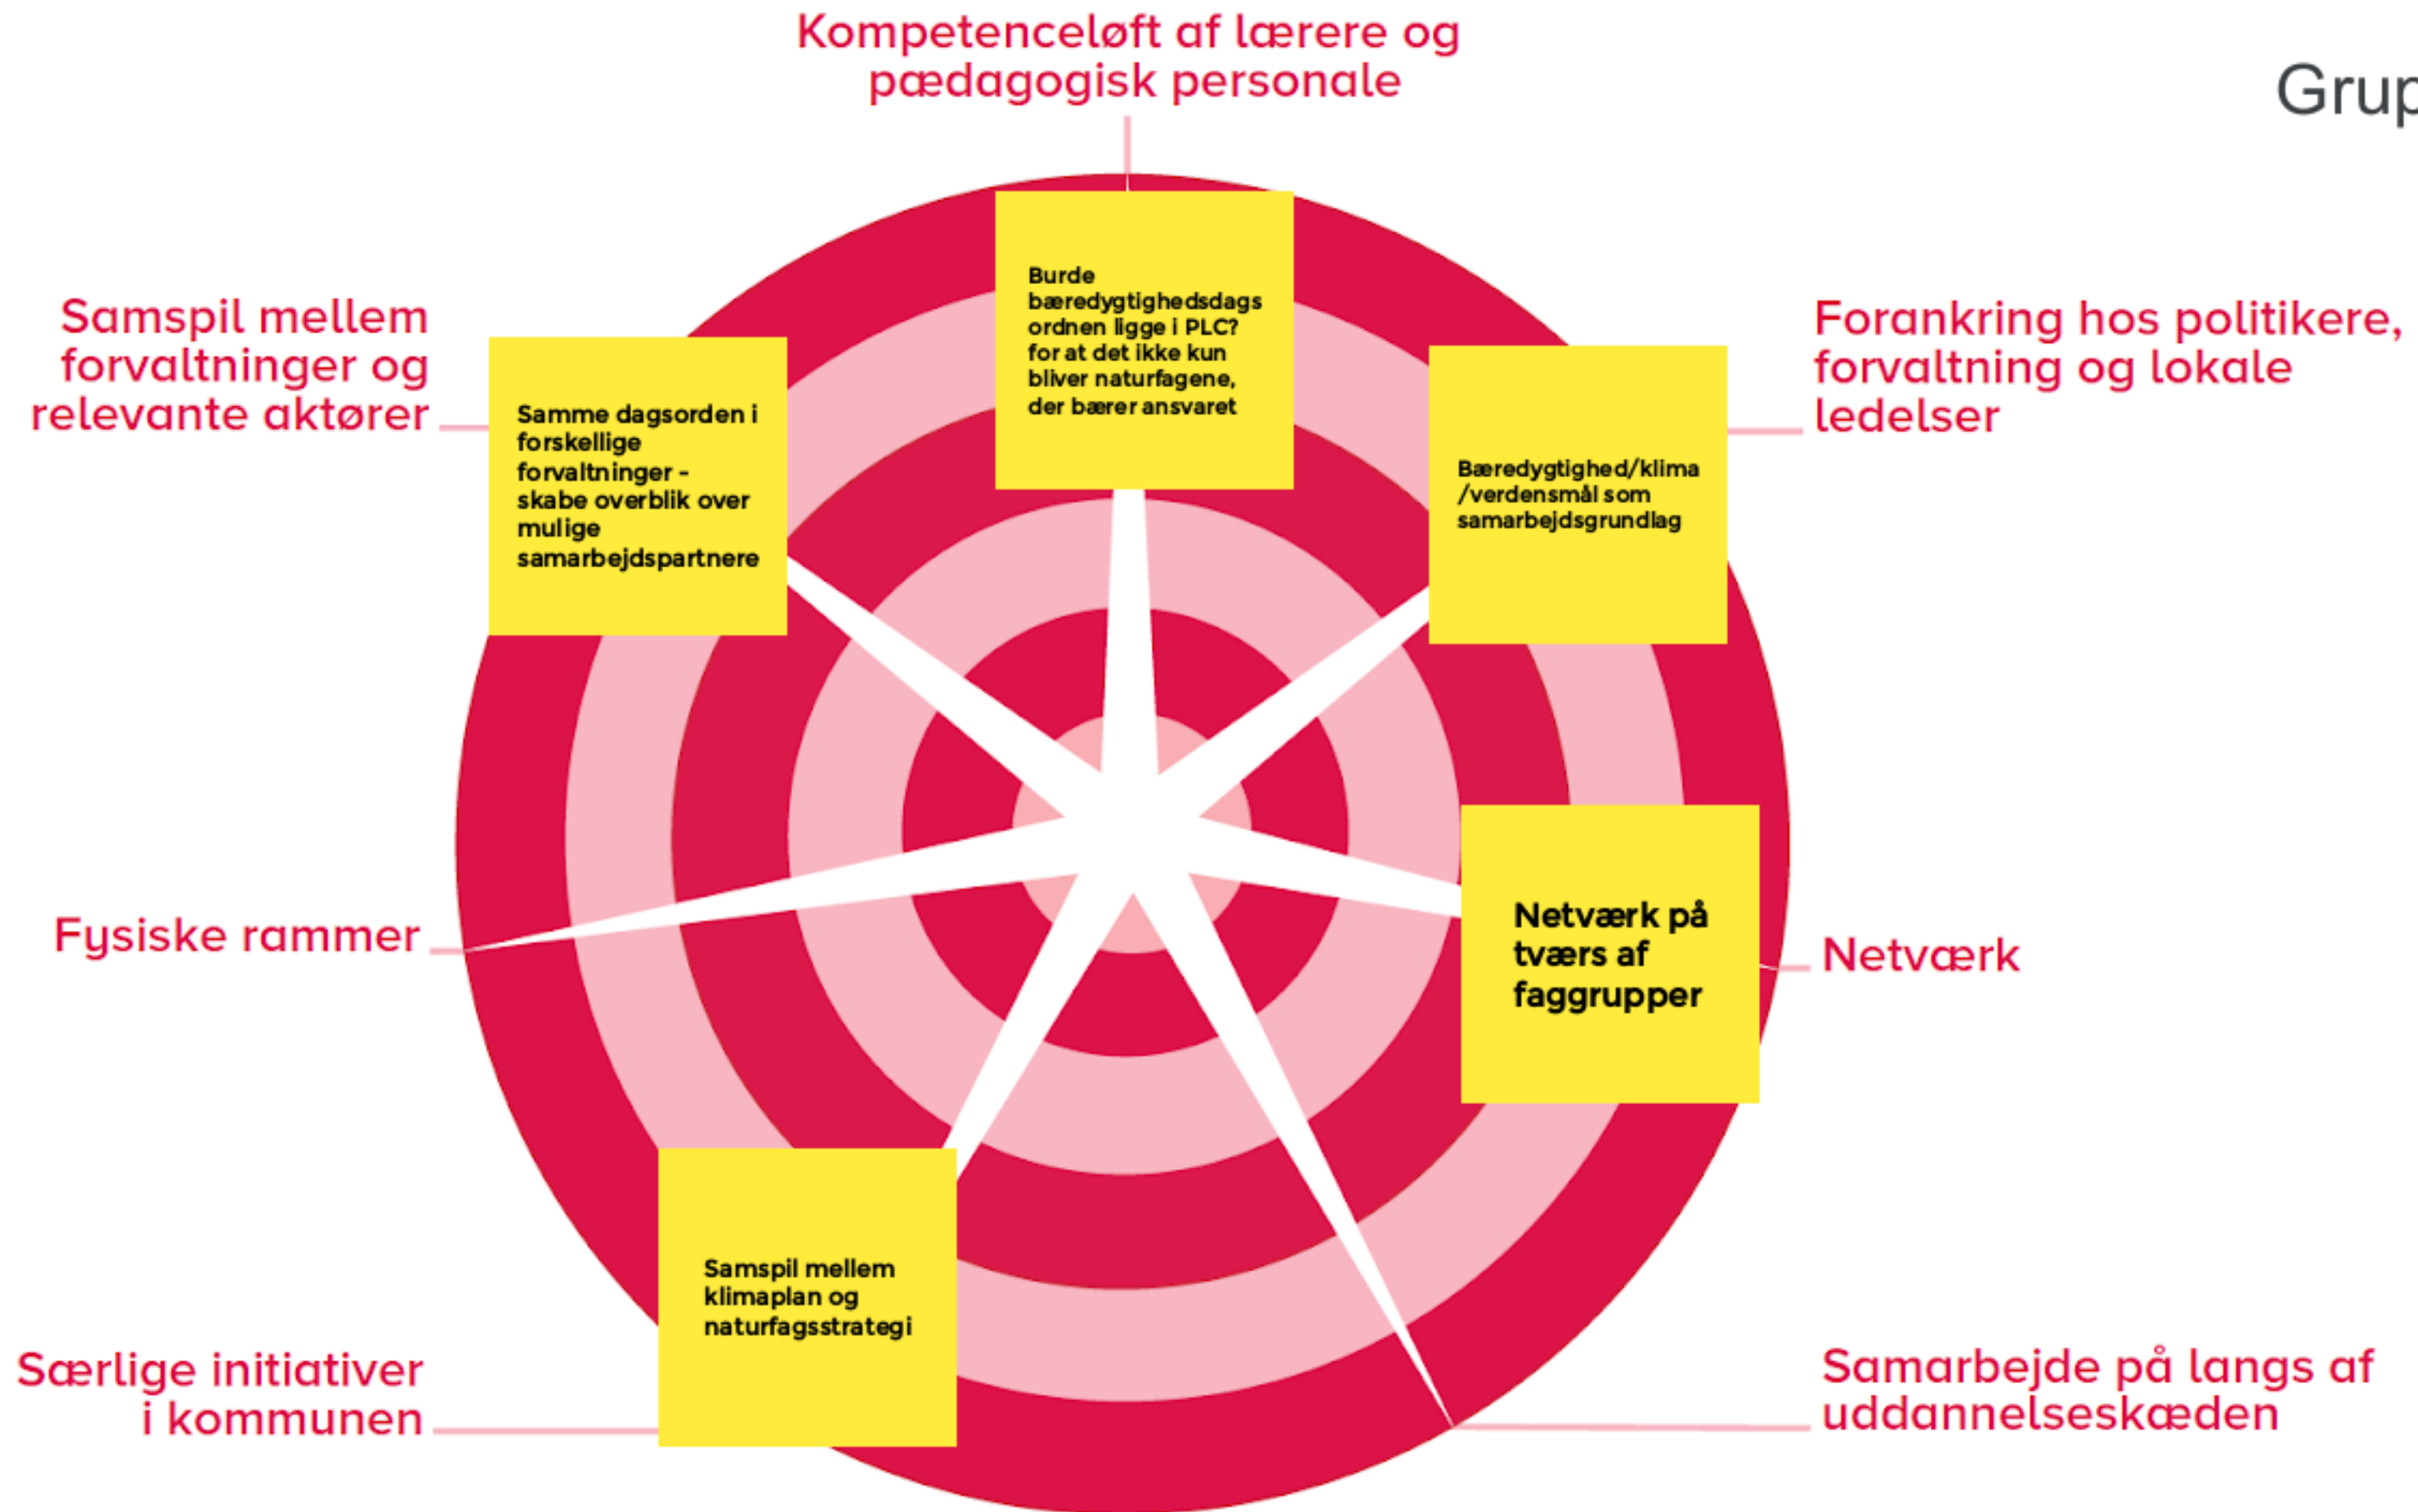 Kompetenceløft af lærere og
pædagogisk personale
Grup
Samspil mellem
forvaltninger og
relevante aktører
Samme dagsorden i
forskellige
forvaltninger -
skabe overblik over
mulige
samarbejdspartnere
Burde
bæredygtighedsdags
ordnen ligge i PLC?
for at det ikke kun
bliver naturfagene,
der bærer ansvaret
Bæredygtighed/klima
/verdensmål som
samarbejdsgrundlag
Forankring hos politikere,
forvaltning og lokale
ledelser
Fysiske rammer
Netværk på
tværs af
faggrupper
Netværk
Særlige initiativer
i kommunen
Samspil mellem
klimaplan og
naturfagsstrategi
Samarbejde på langs af
uddannelseskæden